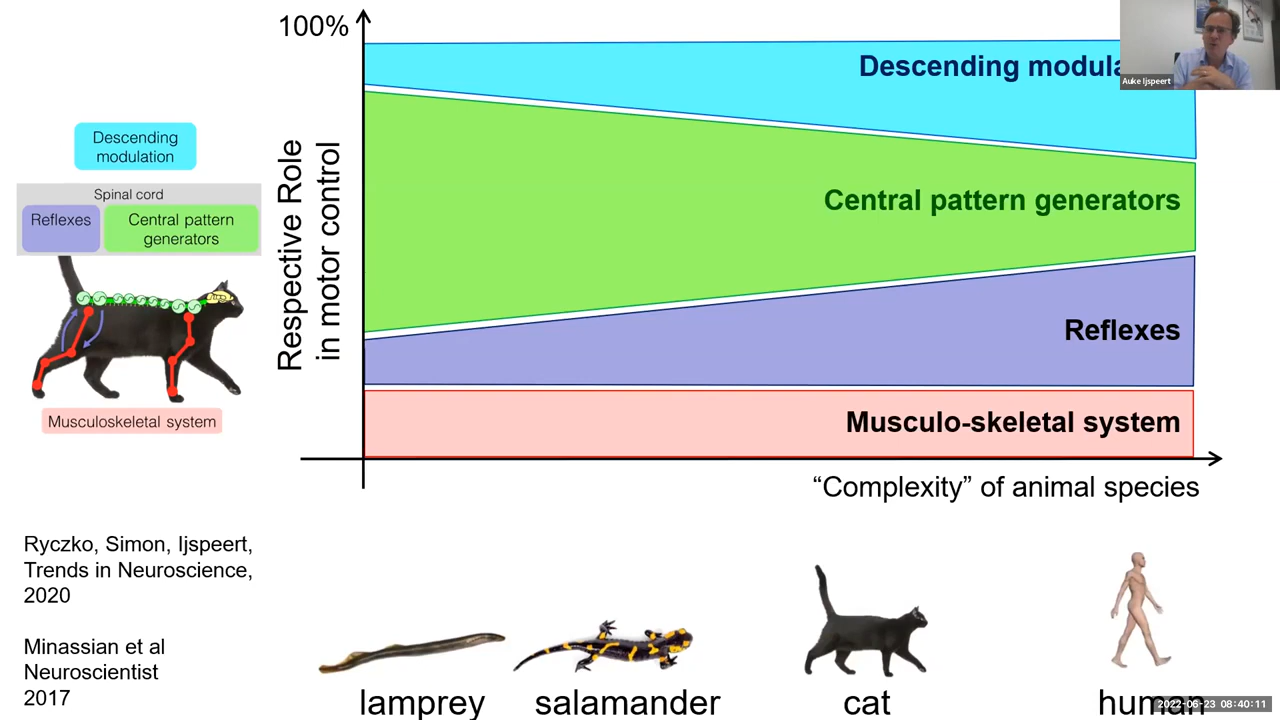 100%
Descending modula
Auke Ijspeert
Descending
modulation
Spinal cord
Reflexes
Central pattern
generators
Musculoskeletal system
Respective Role
in motor control
Central pattern generators
Reflexes
Musculo-skeletal system
“Complexity” of animal species
Ryczko, Simon, Ijspeert,
Trends in Neuroscience,
2020
Minassian et al
Neuroscientist
2017
lamprey
salamander
cat
human
2022-06-23 08:40:11